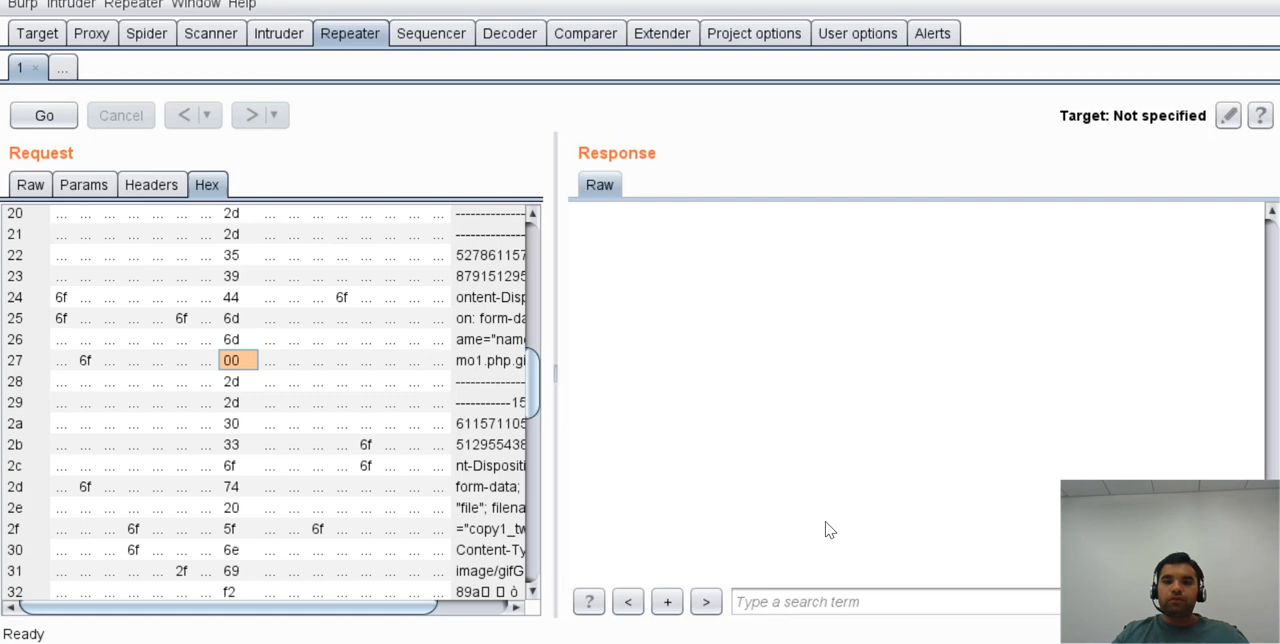 Burp Intruder Repeater Window Help
Target Proxy Spider Scanner Intruder Repeater Sequencer Decoder Comparer Extender Project options User options Alerts
1 × ...
Go Cancel < ▼ > ▼ Target: Not specified ?
Request
Response
Raw Params Headers Hex
Raw
20 ... ... ... ... ... ... ... 2d ... ... ... ... ... ... ... ... --------------
21 ... ... ... ... ... ... ... 2d ... ... ... ... ... ... ... ... --------------
22 ... ... ... ... ... ... ... 35 ... ... ... ... ... ... ... ... 527861157
23 ... ... ... ... ... ... ... 39 ... ... ... ... ... ... ... ... 879151295
24 6f ... ... ... ... ... ... 44 ... ... ... ... 6f ... ... ... ... ontent-Disp
25 6f ... ... ... ... 6f ... 6d ... ... ... ... ... ... ... ... on: form-da
26 ... ... ... ... ... ... ... 6d ... ... ... ... ... ... ... ... ame="name
27 ... 6f ... ... ... ... ... 00 ... ... ... ... ... ... ... ... mo1.php.gi
28 ... ... ... ... ... ... ... 2d ... ... ... ... ... ... ... ... --------------
29 ... ... ... ... ... ... ... 2d ... ... ... ... ... ... ... ... -----------15
2a ... ... ... ... ... ... ... 30 ... ... ... ... ... ... ... ... 611571105
2b ... ... ... ... ... ... ... 33 ... ... ... ... 6f ... ... ... 512955438
2c ... ... ... ... ... ... ... 6f ... ... ... ... 6f ... ... ... nt-Dispositi
2d ... 6f ... ... ... ... ... 74 ... ... ... ... ... ... ... ... form-data;
2e ... ... ... ... ... ... ... 20 ... ... ... ... ... ... ... ... "file"; filena
2f ... ... ... 6f ... ... ... 5f ... ... ... 6f ... ... ... ... ="copy1_tw
30 ... ... ... 6f ... ... ... 6e ... ... ... ... ... ... ... ... Content-Ty
31 ... ... ... ... ... 2f ... 69 ... ... ... ... ... ... ... ... image/gifG
32 ... ... ... ... ... ... ... f2 ... ... ... ... ... ... ... ... 89a
? < + > Type a search term
Ready